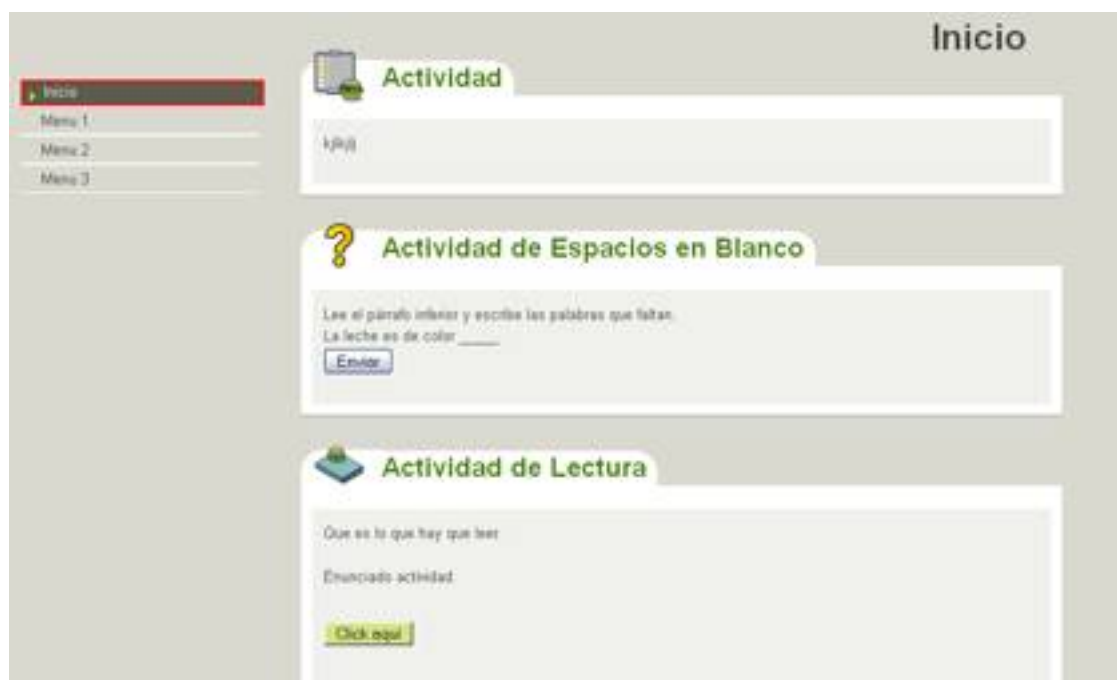 Inicio
Inicio
Menu 1
Menu 2
Menu 3
Actividad
Actividad de Espacios en Blanco
Lee el párrafo inferior y escribe las palabras que faltan.
La leche es de color _____
Enviar
Actividad de Lectura
Que es lo que hay que leer
Enunciado actividad
Click aquí